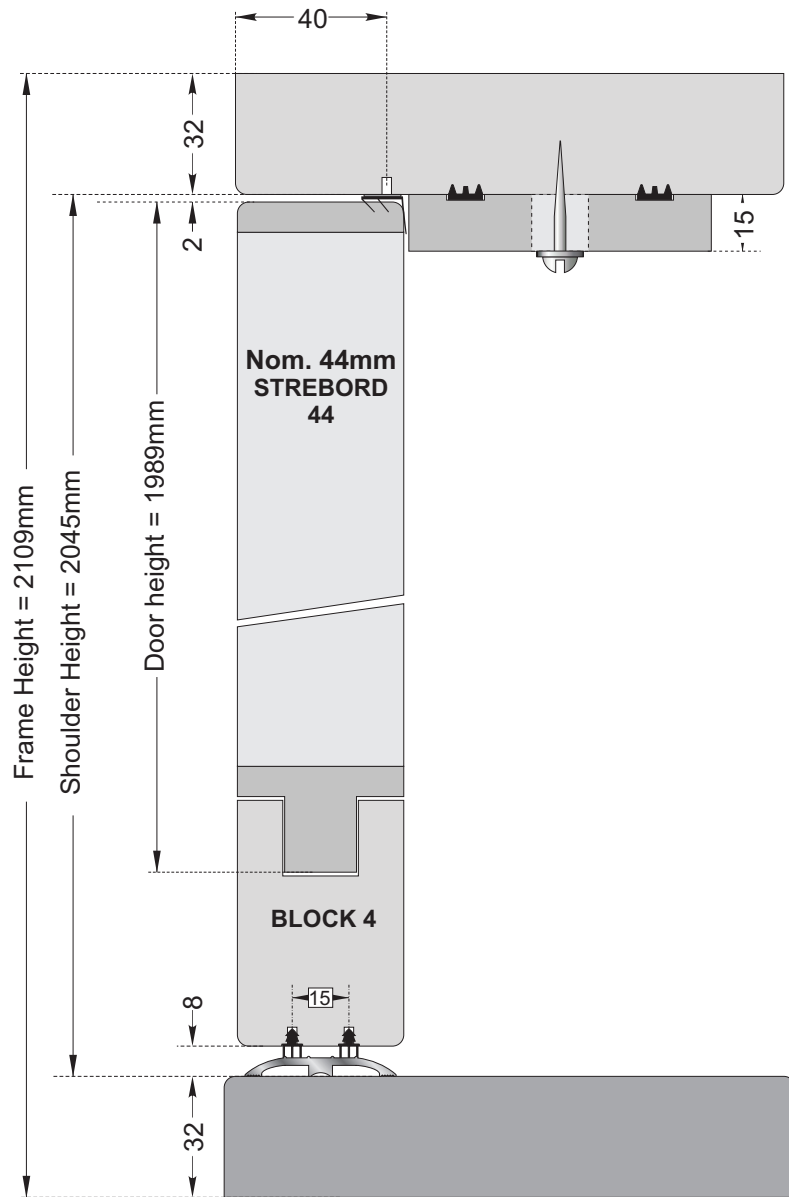 40
32
2
15
Nom. 44mm
STREBORD
44
Frame Height = 2109mm
Shoulder Height = 2045mm
Door height = 1989mm
BLOCK 4
15
8
32